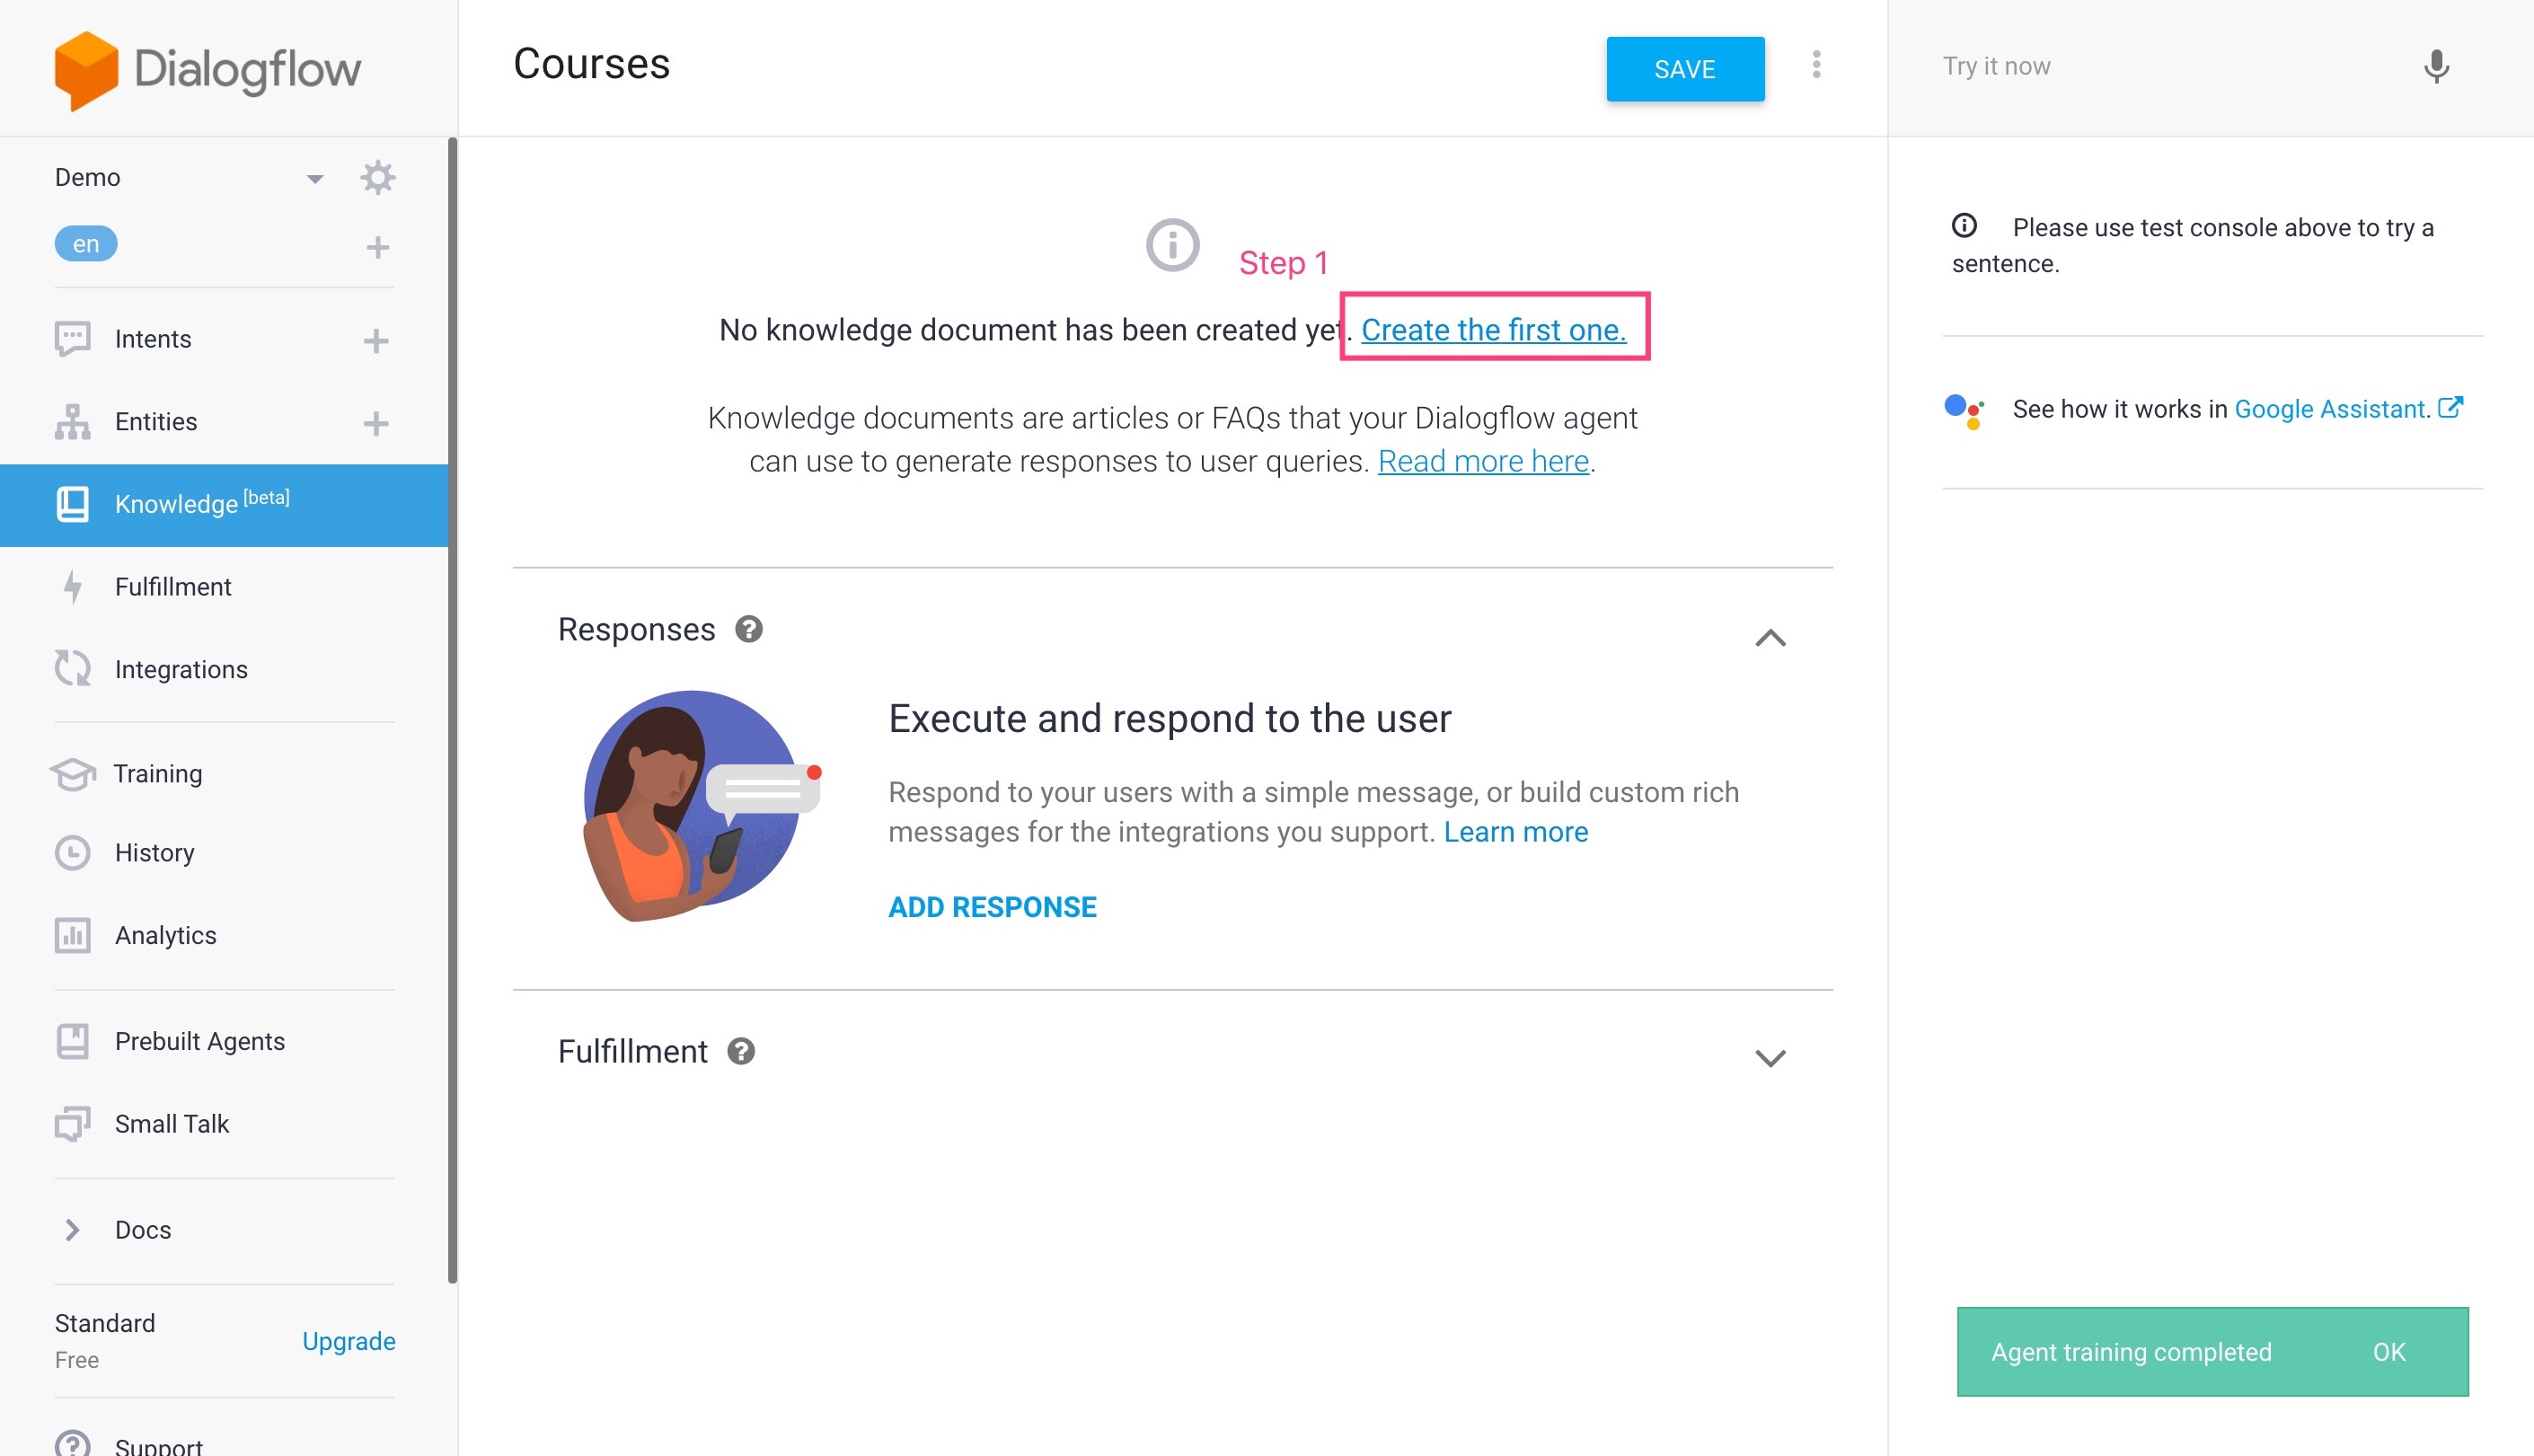 Dialogflow
Demo
en
Intents
Entities
Knowledge [beta]
Fulfillment
Integrations
Training
History
Analytics
Prebuilt Agents
Small Talk
Docs
Standard
Free
Upgrade
Support
Courses
SAVE
Step 1
No knowledge document has been created yet. Create the first one.
Knowledge documents are articles or FAQs that your Dialogflow agent
can use to generate responses to user queries. Read more here.
Responses
Execute and respond to the user
Respond to your users with a simple message, or build custom rich
messages for the integrations you support. Learn more
ADD RESPONSE
Fulfillment
Try it now
Please use test console above to try a
sentence.
See how it works in Google Assistant.
Agent training completed OK